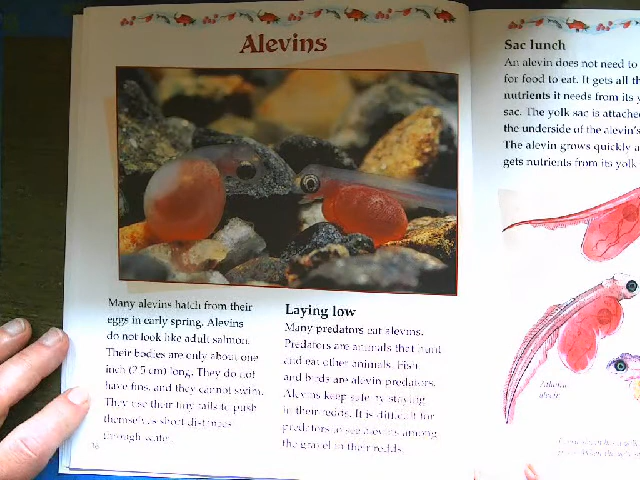 Alevins
Many alevins hatch from their
eggs in early spring. Alevins
do not look like adult salmon.
Their bodies are only about one
inch (2.5 cm) long. They do not
have fins, and they cannot swim.
They use their tiny tails to push
themselves short distances
through water.
16
Laying low
Many predators eat alevins.
Predators are animals that hunt
and eat other animals. Fish
and birds are alevin predators.
Alevins keep safe by staying
in their redds. It is difficult for
predators to see alevins among
the gravel in their redds.
Sac lunch
An alevin does not need to
for food to eat. It gets all th
nutrients it needs from its y
sac. The yolk sac is attached
the underside of the alevin's
The alevin grows quickly a
gets nutrients from its yolk